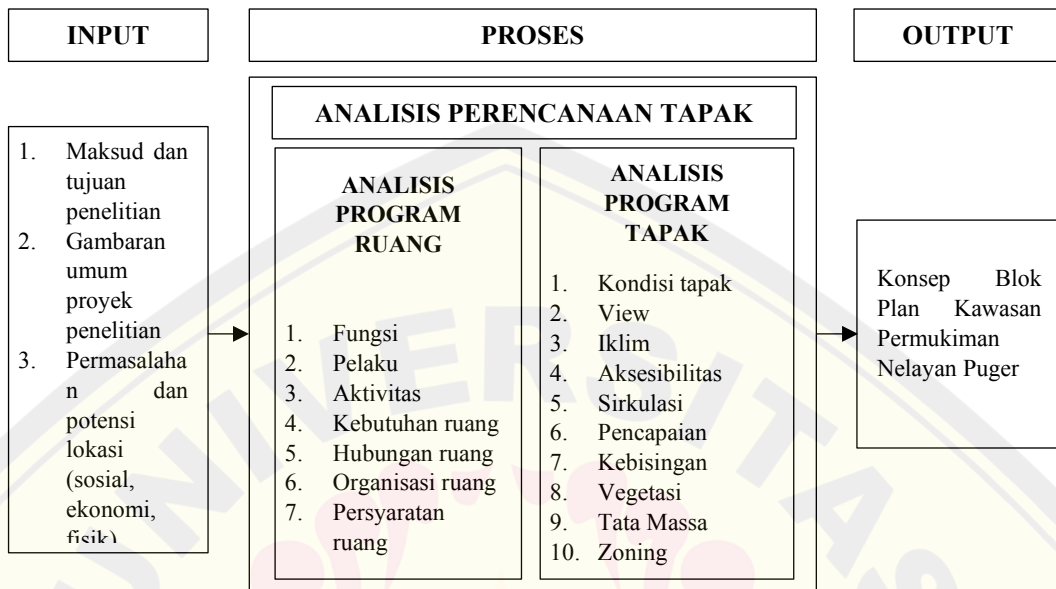 INPUT
PROSES
OUTPUT
1. Maksud dan
tujuan
penelitian
2. Gambaran
umum
proyek
penelitian
3. Permasalaha
n dan
potensi
lokasi
(sosial,
ekonomi,
fisik)
ANALISIS PERENCANAAN TAPAK
ANALISIS
PROGRAM
RUANG
1. Fungsi
2. Pelaku
3. Aktivitas
4. Kebutuhan ruang
5. Hubungan ruang
6. Organisasi ruang
7. Persyaratan
ruang
ANALISIS
PROGRAM
TAPAK
1. Kondisi tapak
2. View
3. Iklim
4. Aksesibilitas
5. Sirkulasi
6. Pencapaian
7. Kebisingan
8. Vegetasi
9. Tata Massa
10. Zoning
Konsep Blok
Plan Kawasan
Permukiman
Nelayan Puger
UNIVERSITAS